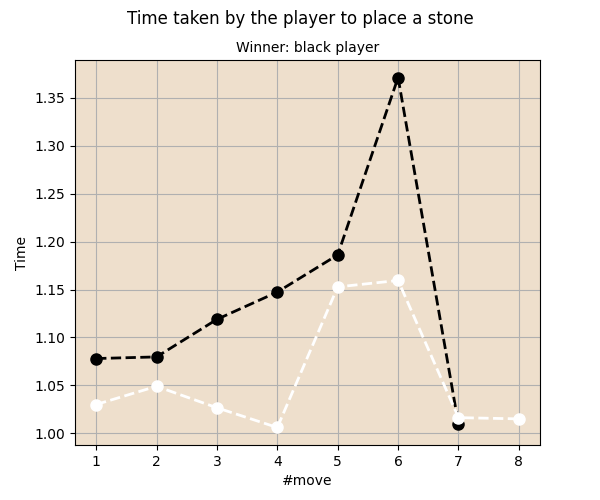 Time taken by the player to place a stone
Winner: black player
1.35
1.30
1.25
1.20
1.15
1.10
1.05
1.00
Time
1 2 3 4 5 6 7 8
#move